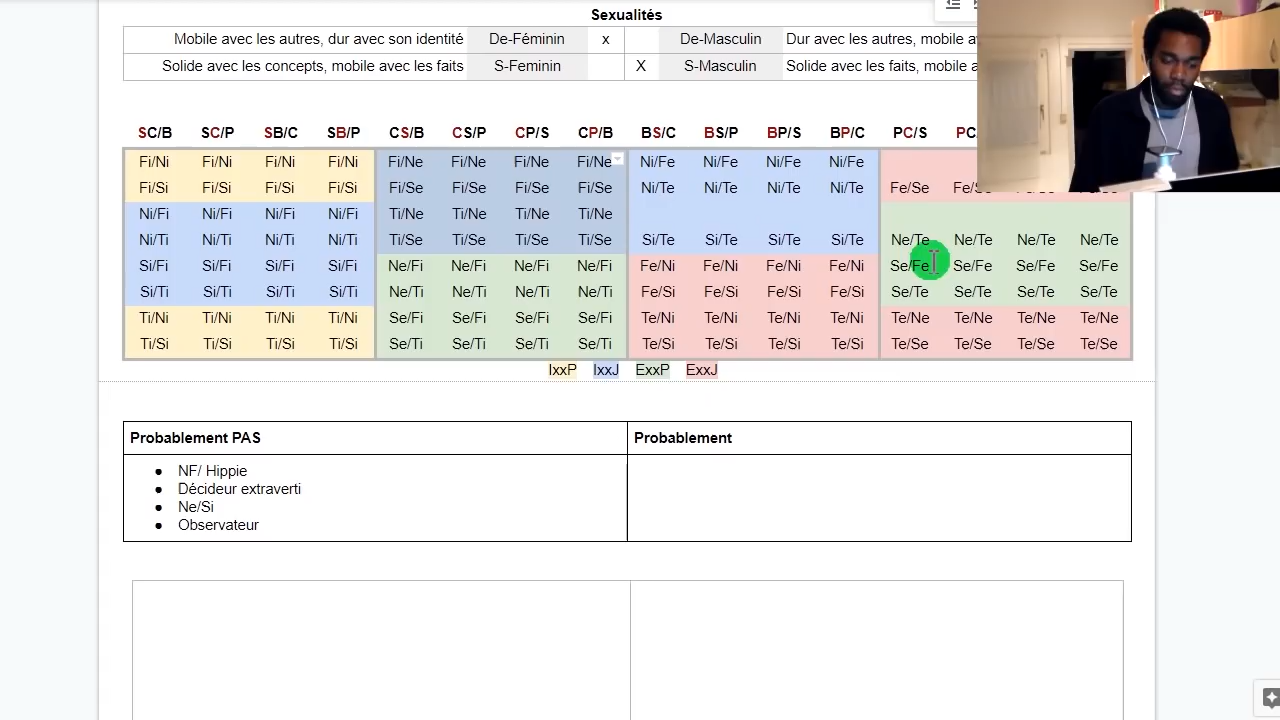 Sexualités
Mobile avec les autres, dur avec son identité De-Féminin x De-Masculin Dur avec les autres, mobile a
Solide avec les concepts, mobile avec les faits S-Feminin X S-Masculin Solide avec les faits, mobile a
SC/B SC/P SB/C SB/P CS/B CS/P CP/S CP/B BS/C BS/P BP/S BP/C PC/S PC
Fi/Ni Fi/Ni Fi/Ni Fi/Ni Fi/Ne Fi/Ne Fi/Ne Fi/Ne Ni/Fe Ni/Fe Ni/Fe Ni/Fe
Fi/Si Fi/Si Fi/Si Fi/Si Fi/Se Fi/Se Fi/Se Fi/Se Ni/Te Ni/Te Ni/Te Ni/Te Fe/Se Fe/Se Fe/Se Fe/Se
Ni/Fi Ni/Fi Ni/Fi Ni/Fi Ti/Ne Ti/Ne Ti/Ne Ti/Ne
Ni/Ti Ni/Ti Ni/Ti Ni/Ti Ti/Se Ti/Se Ti/Se Ti/Se Si/Te Si/Te Si/Te Si/Te Ne/Te Ne/Te Ne/Te Ne/Te
Si/Fi Si/Fi Si/Fi Si/Fi Ne/Fi Ne/Fi Ne/Fi Ne/Fi Fe/Ni Fe/Ni Fe/Ni Fe/Ni Se/Fe Se/Fe Se/Fe Se/Fe
Si/Ti Si/Ti Si/Ti Si/Ti Ne/Ti Ne/Ti Ne/Ti Ne/Ti Fe/Si Fe/Si Fe/Si Fe/Si Se/Te Se/Te Se/Te Se/Te
Ti/Ni Ti/Ni Ti/Ni Ti/Ni Se/Fi Se/Fi Se/Fi Se/Fi Te/Ni Te/Ni Te/Ni Te/Ni Te/Ne Te/Ne Te/Ne Te/Ne
Ti/Si Ti/Si Ti/Si Ti/Si Se/Ti Se/Ti Se/Ti Se/Ti Te/Si Te/Si Te/Si Te/Si Te/Se Te/Se Te/Se Te/Se
IxxP IxxJ ExxP ExxJ
Probablement PAS Probablement
● NF/ Hippie
● Décideur extraverti
● Ne/Si
● Observateur